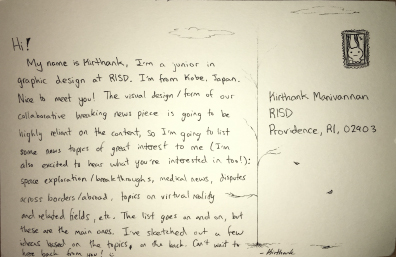 Hi!
My name is Kirthank, I'm a junior in
graphic design at RISD. I'm from Kobe, Japan.
Nice to meet you! The visual design / form of our
collaborative breaking news piece is going to be
highly reliant on the content, so I'm going to list
some news topics of great interest to me (I'm
also excited to hear what you're interested in too!):
space exploration / breakthroughs, medical news, disputes
across borders/abroad, topics on virtual reality
and related fields, etc. The list goes on and on, but
these are the main ones. I've sketched out a few
ideas based on the topics, on the back. Can't wait to
hear back from you!
- Kirthank
Kirthank Manivannan
RISD
Providence, RI, 02903